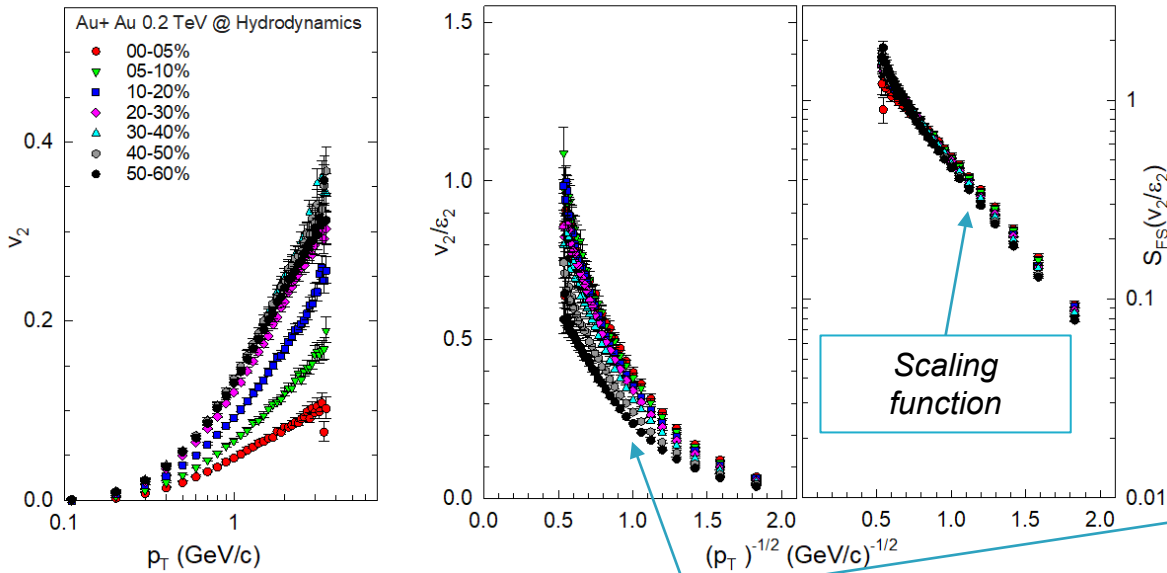 Au+ Au 0.2 TeV @ Hydrodynamics
00-05%
05-10%
10-20%
20-30%
30-40%
40-50%
50-60%
v₂
0.4
0.2
0.0
0.1
1
p_T (GeV/c)
v₂/ε₂
1.5
1.0
0.5
0.0
0.0 0.5 1.0 1.5 2.0
(p_T )^-1/2 (GeV/c)^-1/2
Scaling
function
0.5 1.0 1.5 2.0
1
0.1
0.01
S_FS(v₂/ε₂)